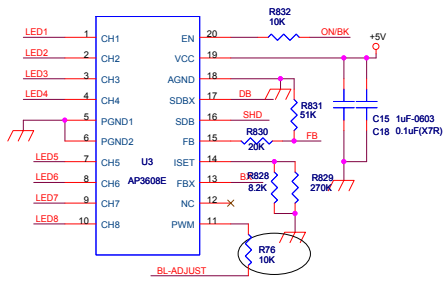 R832
10K
ON/BK
+5V
LED1 1 CH1 EN 20
LED2 2 CH2 VCC 19
LED3 3 CH3 AGND 18
LED4 4 CH4 SDBX 17 DB
R831
51K
C15 1uF-0603
C18 0.1uF(X7R)
5 PGND1 SDB 16 SHD
6 PGND2 FB 15 R830 FB
20K
LED5 7 CH5 U3 ISET 14
LED6 8 CH6 AP3608E FBX 13
R828
8.2K
R829
270K
LED7 9 CH7 NC 12
LED8 10 CH8 PWM 11
R76
10K
BL-ADJUST